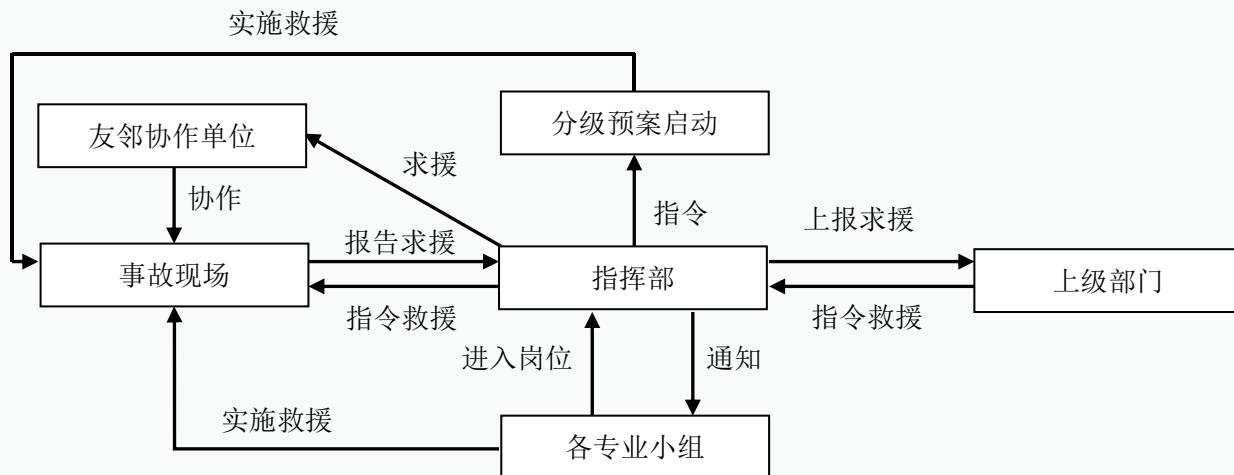 实施救援
友邻协作单位
分级预案启动
求援
协作
指令
上报求援
报告求援
事故现场
指挥部
上级部门
指令救援
指令救援
进入岗位
通知
实施救援
各专业小组